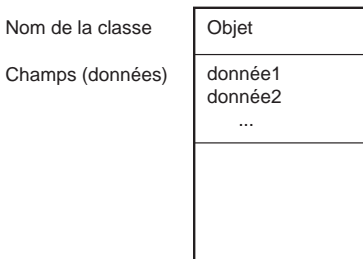 Nom de la classe
Objet
Champs (données)
donnée1
donnée2
...